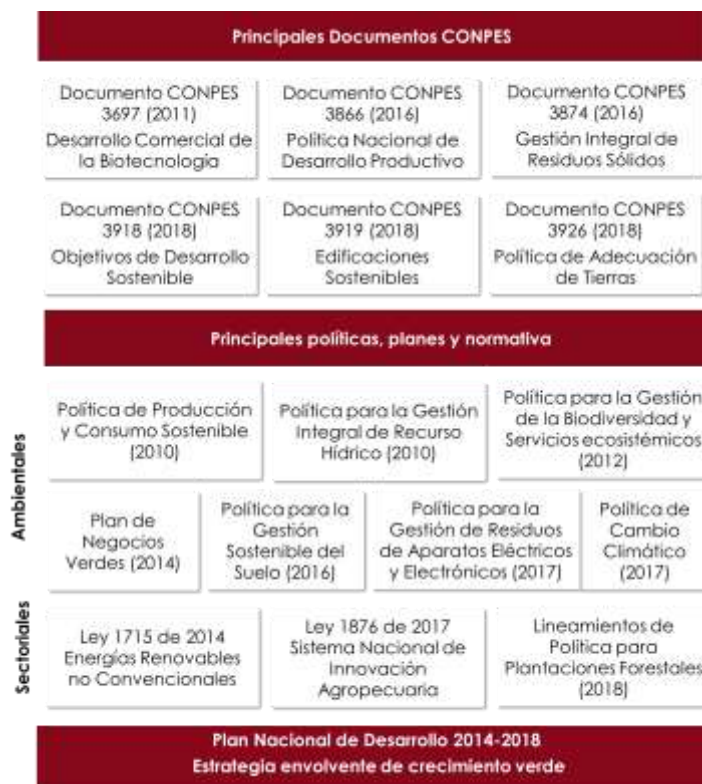 Principales Documentos CONPES
Documento CONPES
3697 (2011)
Desarrollo Comercial de
la Biotecnología
Documento CONPES
3866 (2016)
Política Nacional de
Desarrollo Productivo
Documento CONPES
3874 (2016)
Gestión Integral de
Residuos Sólidos
Documento CONPES
3918 (2018)
Objetivos de Desarrollo
Sostenible
Documento CONPES
3919 (2018)
Edificaciones
Sostenibles
Documento CONPES
3926 (2018)
Política de Adecuación
de Tierras
Principales políticas, planes y normativa
Ambientales
Política de Producción
y Consumo Sostenible
(2010)
Política para la Gestión
Integral de Recurso
Hídrico (2010)
Política para la Gestión
de la Biodiversidad y
Servicios ecosistémicos
(2012)
Plan de
Negocios
Verdes (2014)
Política para la
Gestión
Sostenible del
Suelo (2016)
Política para la
Gestión de Residuos
de Aparatos Eléctricos
y Electrónicos (2017)
Política de
Cambio
Climático
(2017)
Sectoriales
Ley 1715 de 2014
Energías Renovables
no Convencionales
Ley 1876 de 2017
Sistema Nacional de
Innovación
Agropecuaria
Lineamientos de
Política para
Plantaciones Forestales
(2018)
Plan Nacional de Desarrollo 2014-2018
Estrategia envolvente de crecimiento verde